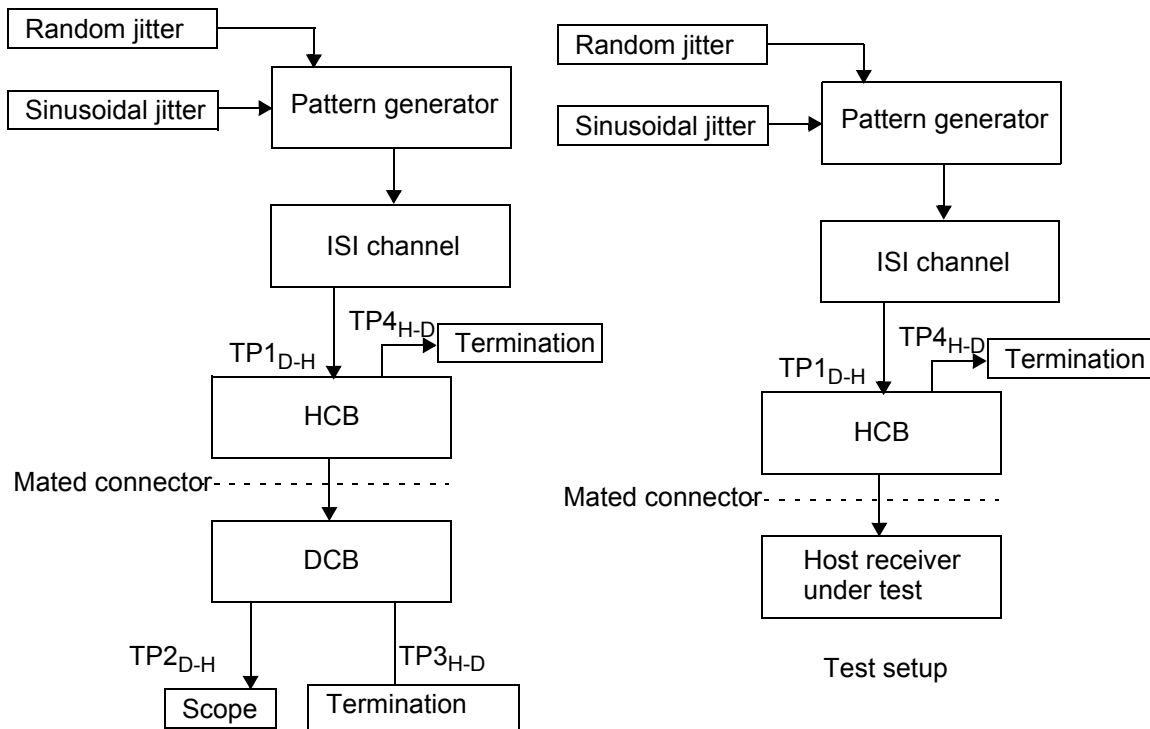 Random jitter
Sinusoidal jitter
Pattern generator
ISI channel
TP4H-D
Termination
TP1D-H
HCB
Mated connector
DCB
TP2D-H
TP3H-D
Scope
Termination
Random jitter
Sinusoidal jitter
Pattern generator
ISI channel
TP4H-D
Termination
TP1D-H
HCB
Mated connector
Host receiver
under test
Test setup